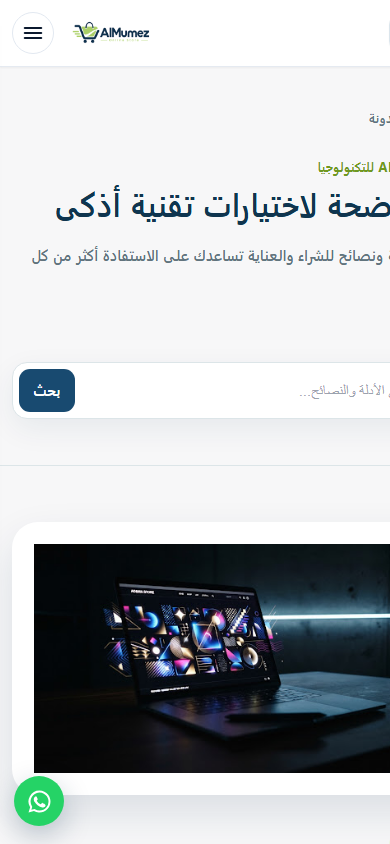 AlMumez
دونة
للتكنولوجيا
ضحة لاختيارات تقنية أذكى
ونصائح للشراء والعناية تساعدك على الاستفادة أكثر من كل
الأدلة والنصائح...
بحث